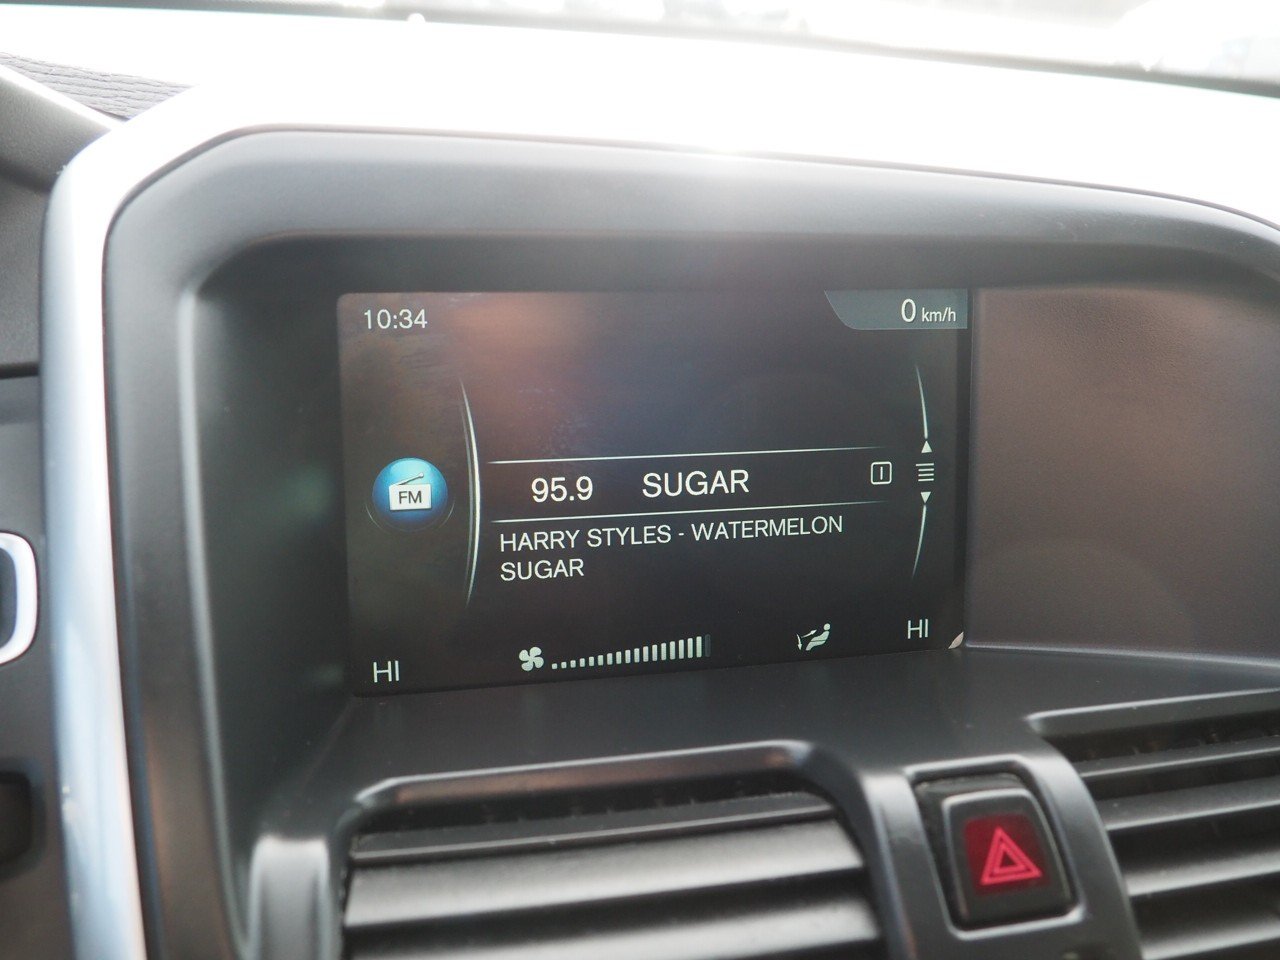 10:34
0 km/h
FM
95.9 SUGAR
HARRY STYLES - WATERMELON
SUGAR
HI
HI